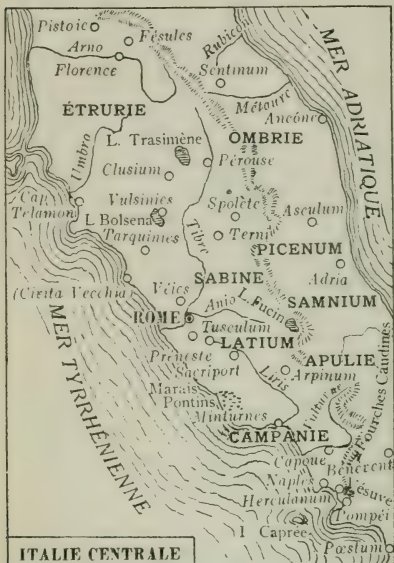 Pistoie
Fésules
Rubicon
Arno
Florence
Sentinum
MER ADRIATIQUE
Métaure
Ancône
ÉTRURIE
OMBRIE
Umbro
L. Trasimène
Pérouse
Clusium
Cap.
Telamon
Vulsinies
L. Bolsena
Spolète
Asculum
Tibre
Terni
Tarquinies
PICENUM
SABINE
Adria
(Civita Vecchia)
Véies
Anio
L. Fucin
SAMNIUM
ROME
Tusculum
LATIUM
Préneste
Sacriport
APULIE
Liris
Arpinum
Fourches Caudines
Marais
Pontins
Minturnes
Vulturne
MER TYRRHÉNIENNE
CAMPANIE
Capoue
Bénévent
Naples
Vésuve
Herculanum
Pompéi
I. Caprée
Pœstum
ITALIE CENTRALE